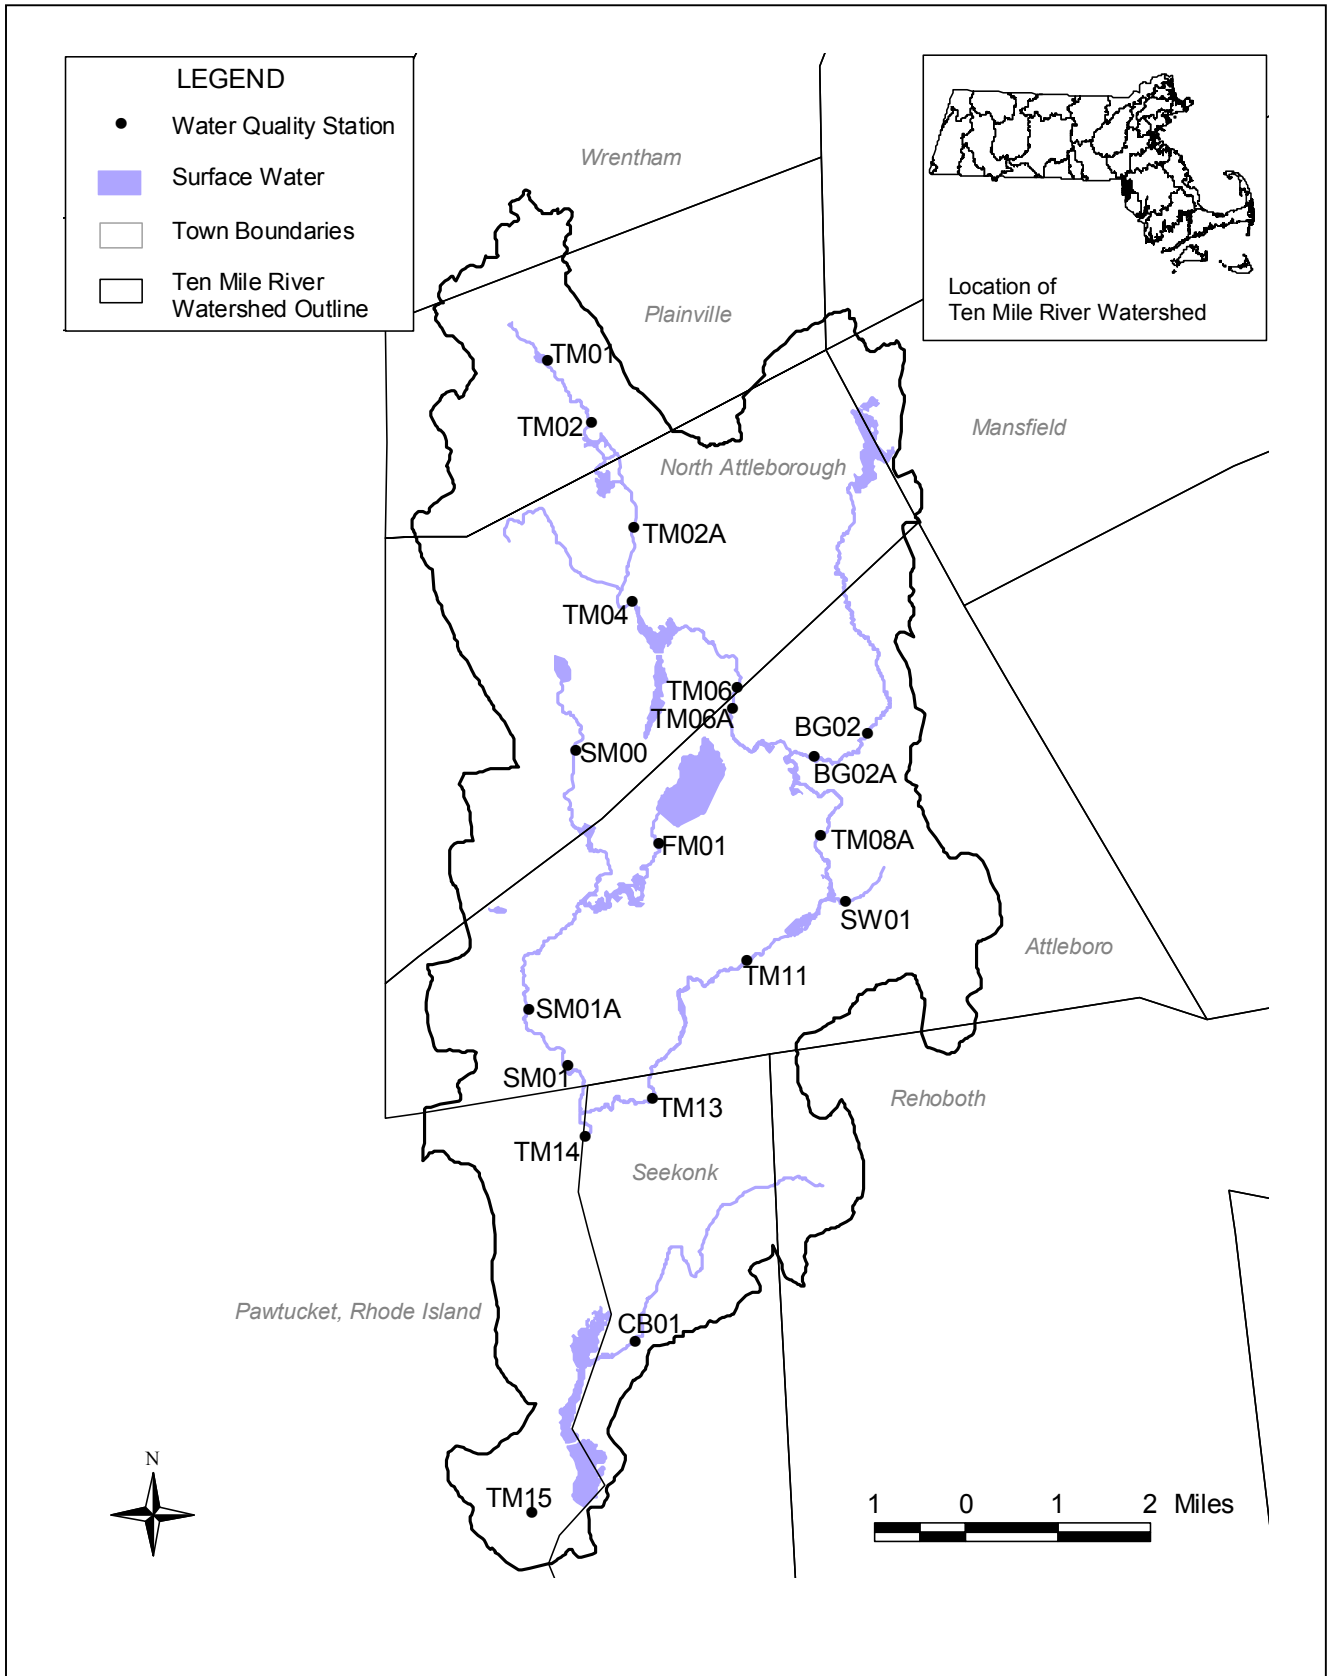 LEGEND
Water Quality Station
Surface Water
Town Boundaries
Ten Mile River
Watershed Outline
Location of
Ten Mile River Watershed
Wrentham
Plainville
TM01
TM02
Mansfield
North Attleborough
TM02A
TM04
TM06
TM06A
BG02
SM00
BG02A
FM01
TM08A
SW01
Attleboro
TM11
SM01A
SM01
Rehoboth
TM13
TM14
Seekonk
Pawtucket, Rhode Island
CB01
N
TM15
1 0 1 2 Miles